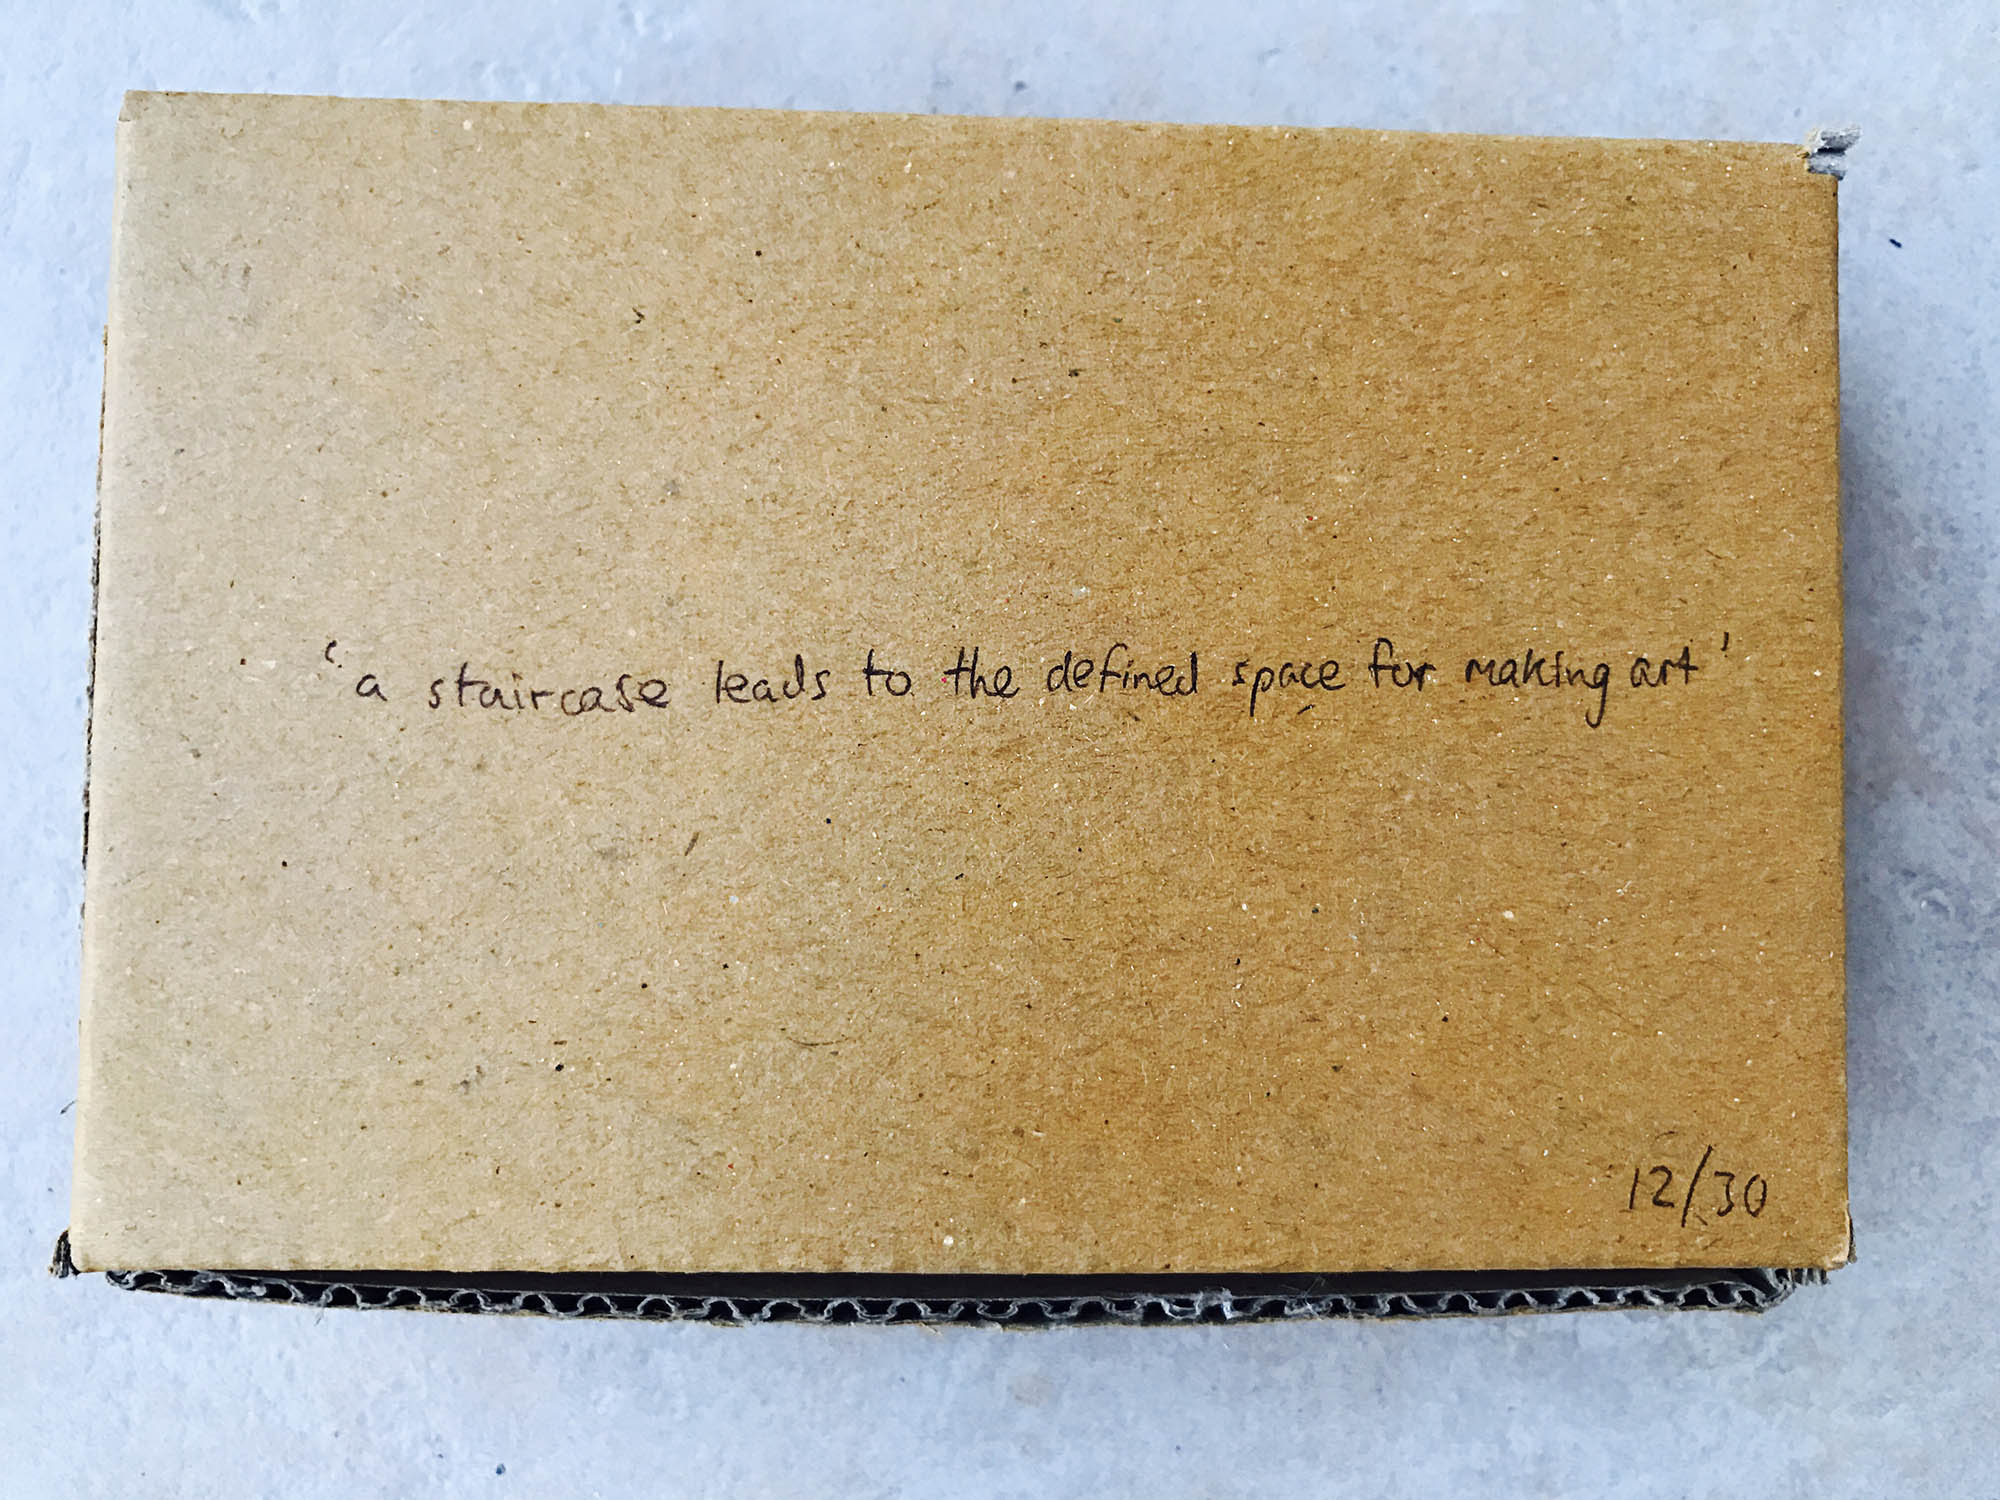 'a staircase leads to the defined space for making art'
12/30